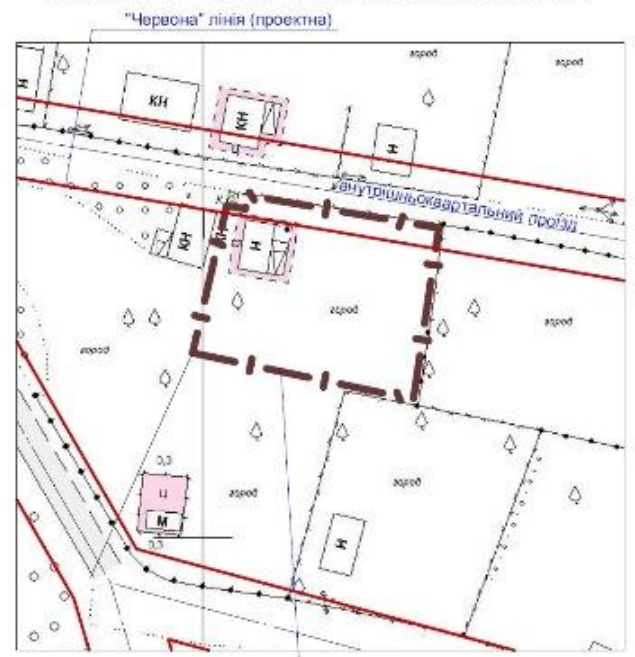 "Червона" лінія (проектна)
город
город
Н
КН
КН
Н
внутрішньоквартальний проїзд
КН
Н
город
город
город
0,3
Ц
М
0,3
город
город
Н